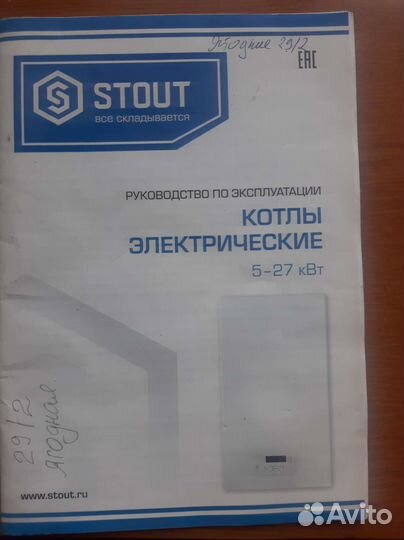 Ягодная 29/2
EAC
STOUT
все складывается
РУКОВОДСТВО ПО ЭКСПЛУАТАЦИИ
КОТЛЫ
ЭЛЕКТРИЧЕСКИЕ
5–27 кВт
29/2
Ягодная
www.stout.ru
Avito